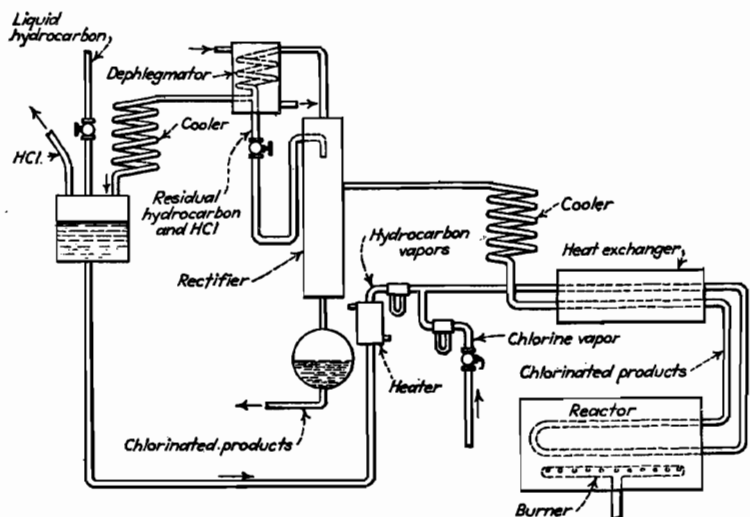 Liquid
hydrocarbon
Dephlegmator
Cooler
HCl.
Residual
hydrocarbon
and HCl
Rectifier
Hydrocarbon
vapors
Cooler
Heat exchanger
Chlorine vapor
Heater
Chlorinated products
Chlorinated products
Reactor
Burner